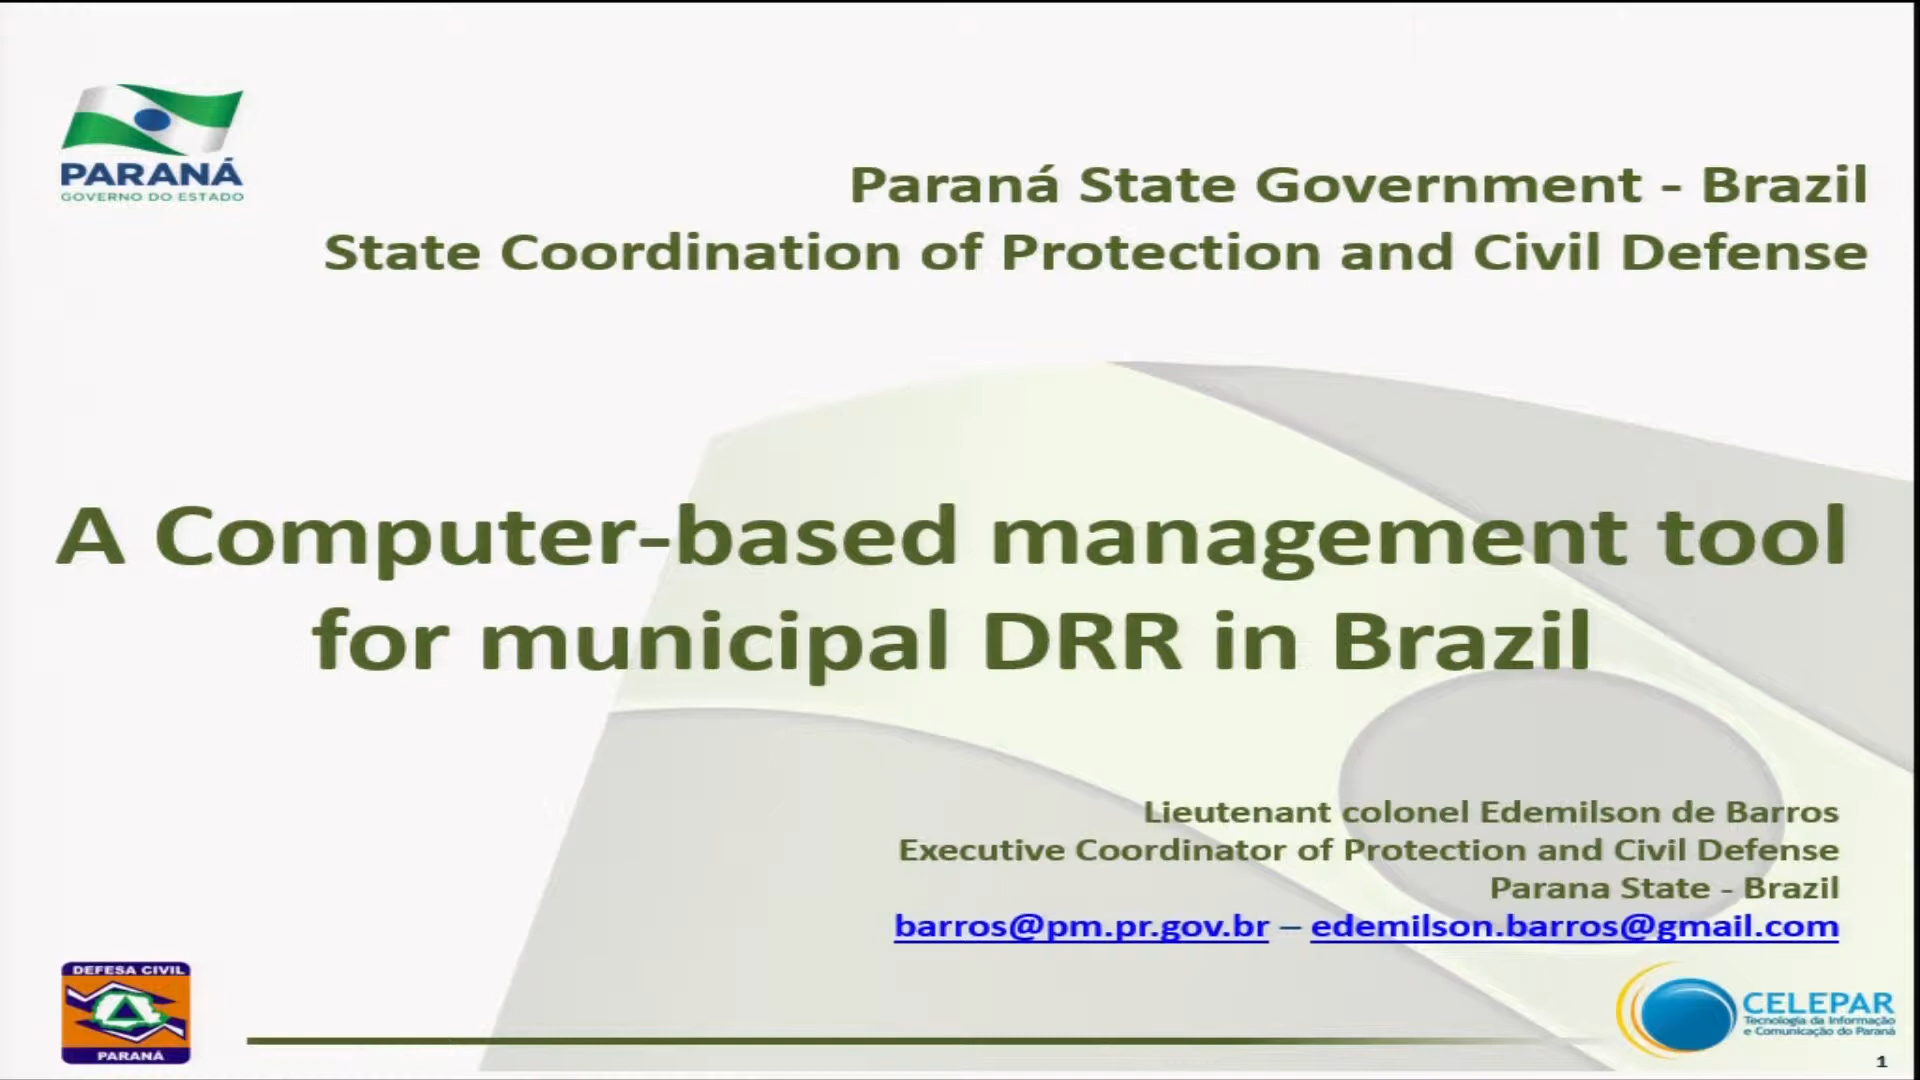 PARANÁ
GOVERNO DO ESTADO
Paraná State Government - Brazil
State Coordination of Protection and Civil Defense
A Computer-based management tool
for municipal DRR in Brazil
Lieutenant colonel Edemilson de Barros
Executive Coordinator of Protection and Civil Defense
Parana State - Brazil
barros@pm.pr.gov.br – edemilson.barros@gmail.com
DEFESA CIVIL
PARANÁ
CELEPAR
Tecnologia da Informação
e Comunicação do Paraná
1